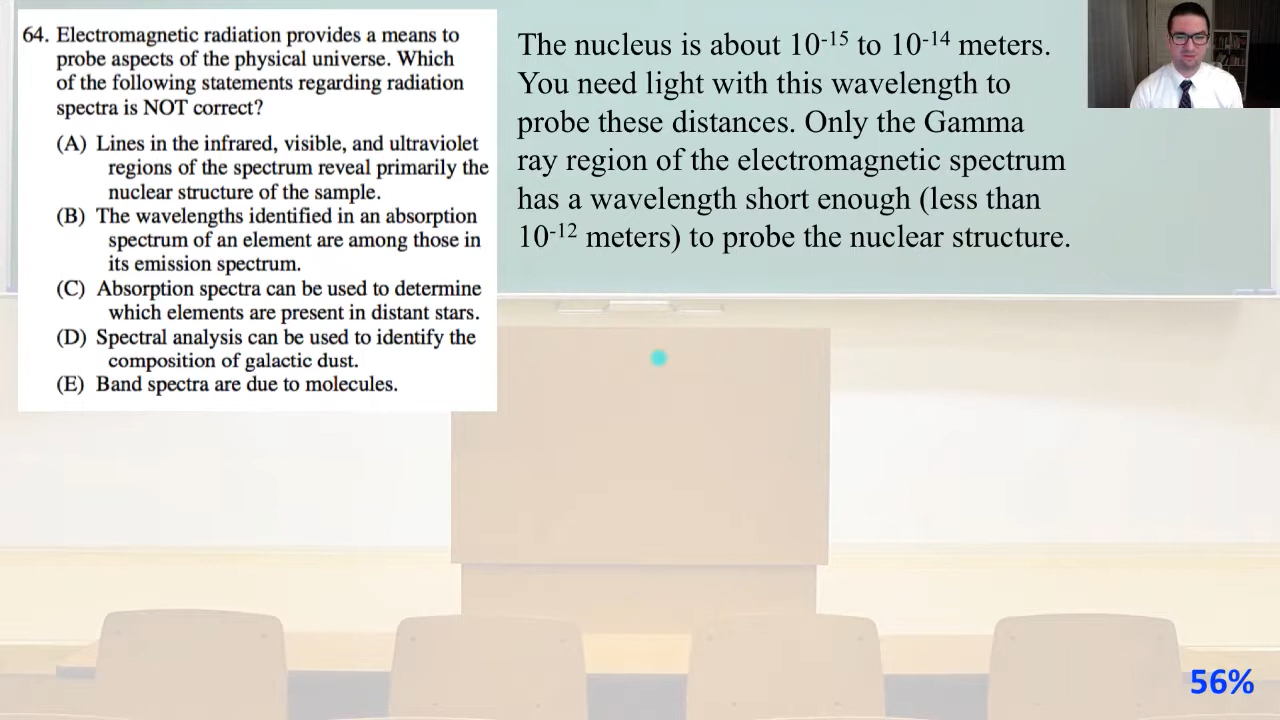 64. Electromagnetic radiation provides a means to
probe aspects of the physical universe. Which
of the following statements regarding radiation
spectra is NOT correct?
(A) Lines in the infrared, visible, and ultraviolet
regions of the spectrum reveal primarily the
nuclear structure of the sample.
(B) The wavelengths identified in an absorption
spectrum of an element are among those in
its emission spectrum.
(C) Absorption spectra can be used to determine
which elements are present in distant stars.
(D) Spectral analysis can be used to identify the
composition of galactic dust.
(E) Band spectra are due to molecules.
The nucleus is about 10⁻¹⁵ to 10⁻¹⁴ meters.
You need light with this wavelength to
probe these distances. Only the Gamma
ray region of the electromagnetic spectrum
has a wavelength short enough (less than
10⁻¹² meters) to probe the nuclear structure.
56%